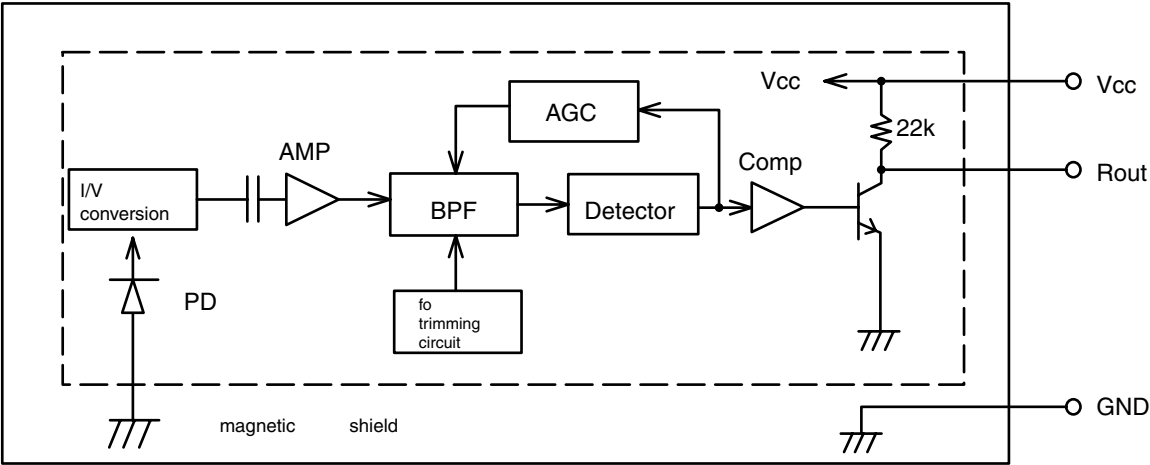 Vcc
Vcc
AGC
22k
AMP
Comp
Rout
I/V
conversion
BPF
Detector
PD
fo
trimming
circuit
GND
magnetic shield